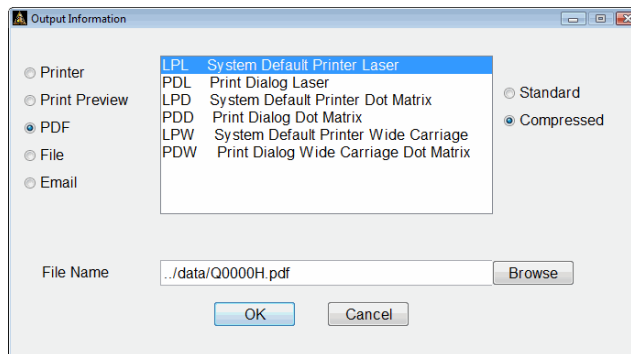 Output Information
Printer
Print Preview
PDF
File
Email
LPL System Default Printer Laser
PDL Print Dialog Laser
LPD System Default Printer Dot Matrix
PDD Print Dialog Dot Matrix
LPW System Default Printer Wide Carriage
PDW Print Dialog Wide Carriage Dot Matrix
Standard
Compressed
File Name ../data/Q0000H.pdf Browse
OK Cancel